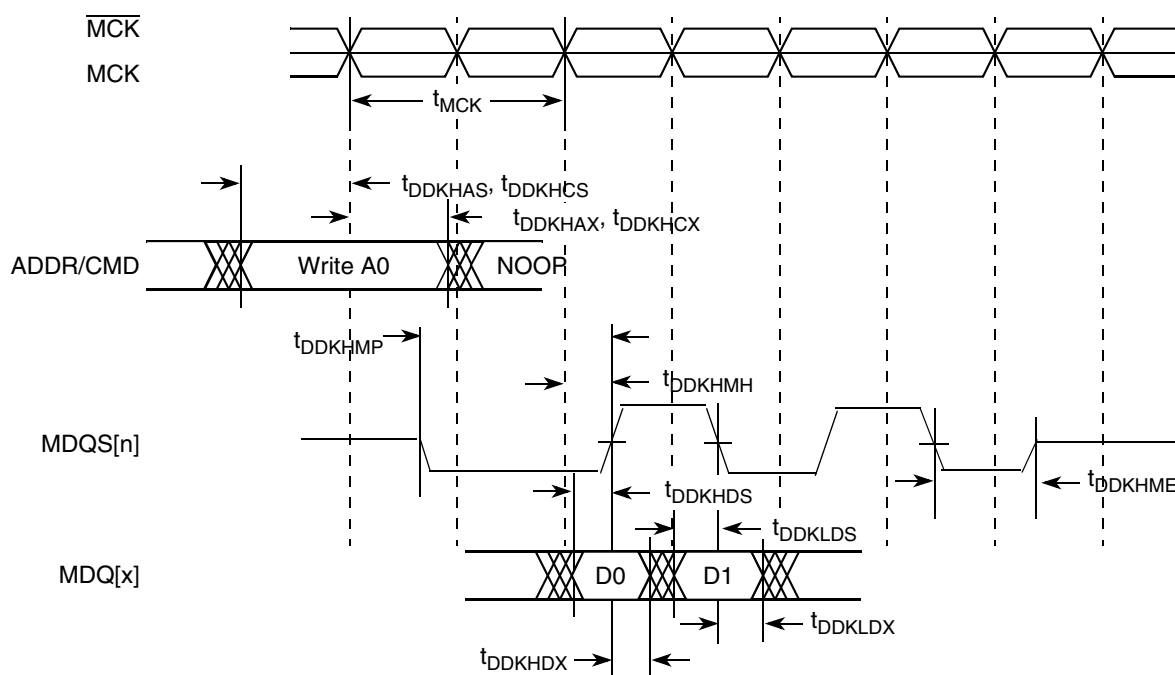 MCK
MCK
tMCK
tDDKHAS, tDDKHCS
tDDKHAX, tDDKHCX
ADDR/CMD
Write A0
NOOP
tDDKHMP
tDDKHMH
MDQS[n]
tDDKHDS
tDDKHME
tDDKLDS
MDQ[x]
D0
D1
tDDKLDX
tDDKHDX